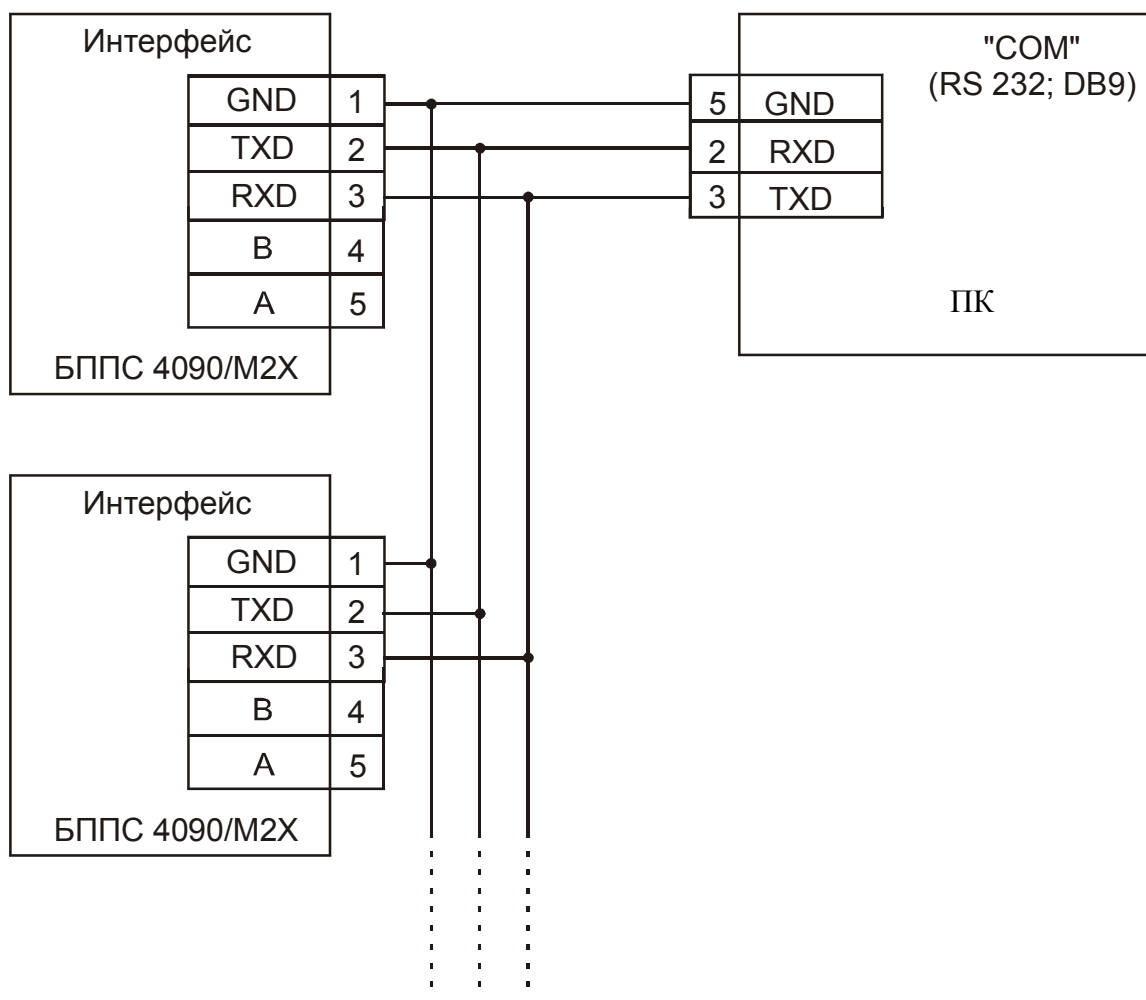 Интерфейс
GND 1
TXD 2
RXD 3
B 4
A 5
БППС 4090/М2Х
"COM"
(RS 232; DB9)
5 GND
2 RXD
3 TXD
ПК
Интерфейс
GND 1
TXD 2
RXD 3
B 4
A 5
БППС 4090/М2Х